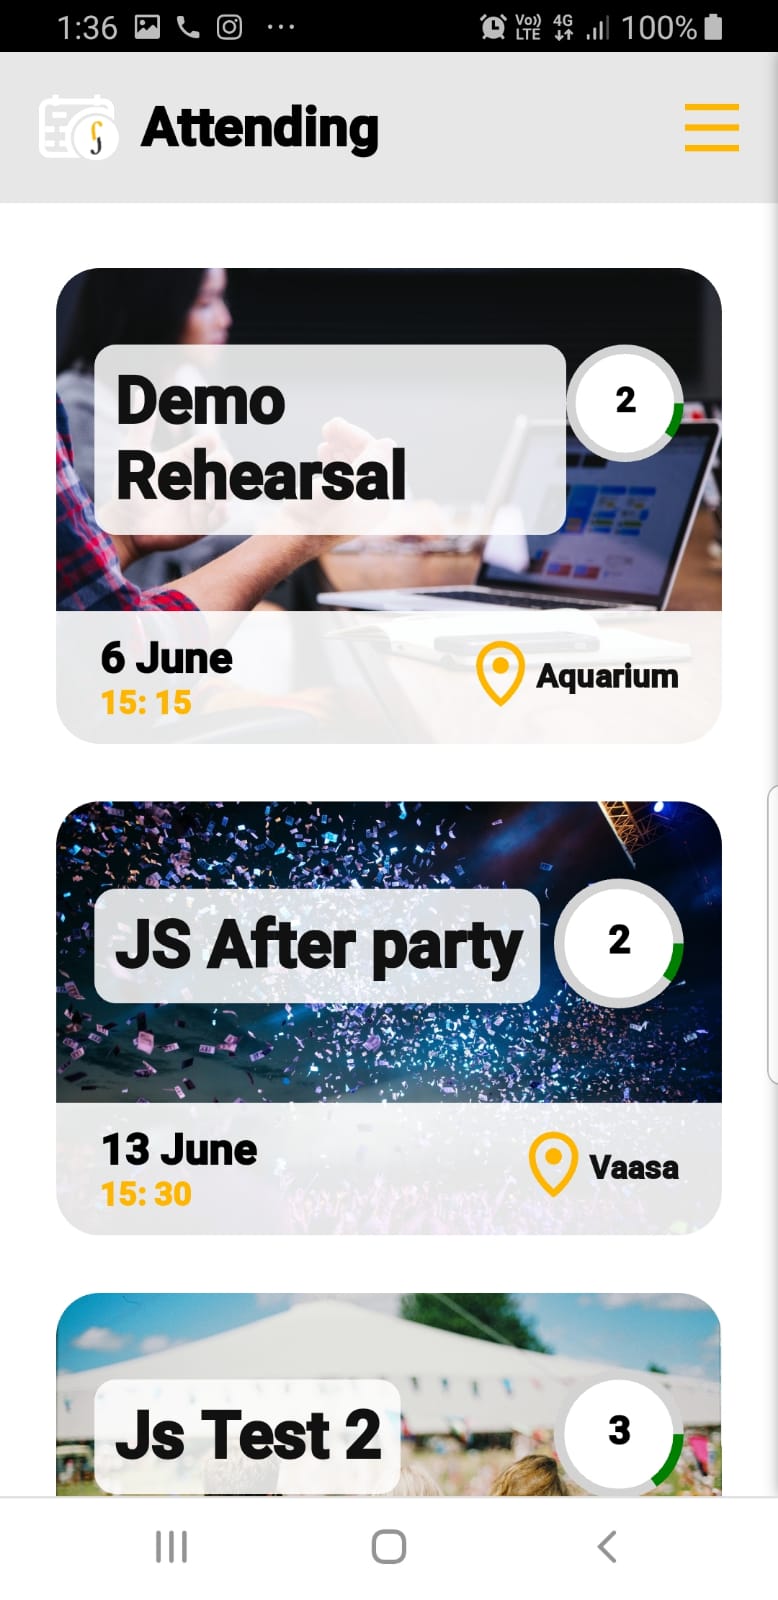 1:36 Vo)) LTE 4G 100%
Attending
Demo
Rehearsal
2
6 June
15: 15
Aquarium
JS After party
2
13 June
15: 30
Vaasa
Js Test 2
3